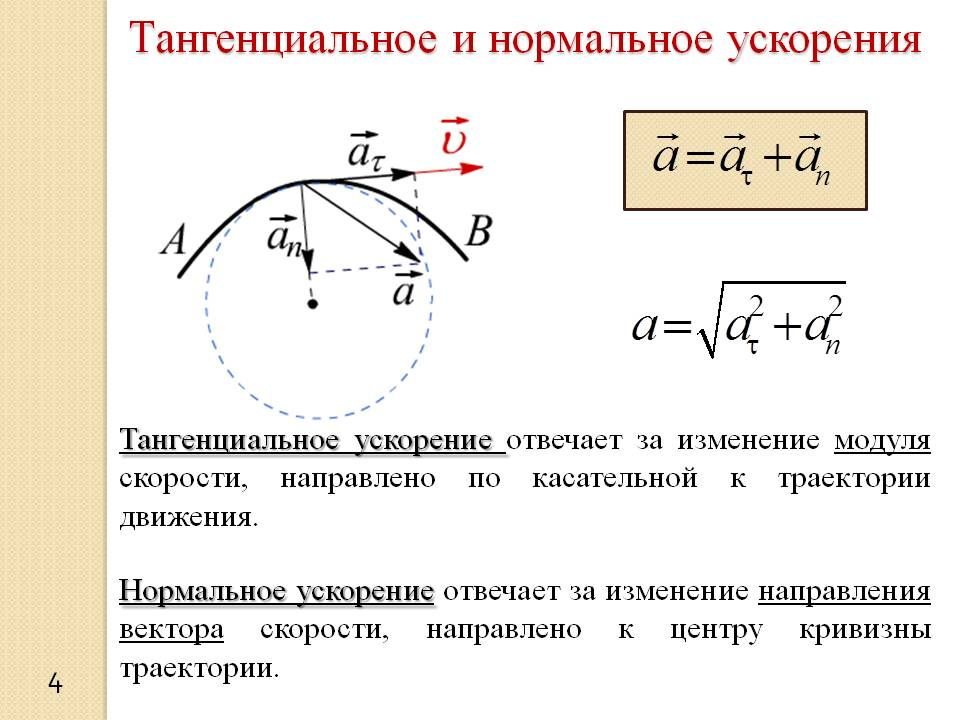 Тангенциальное и нормальное ускорения
a⃗τ
υ⃗
A
a⃗n
B
a⃗
a⃗ = a⃗τ + a⃗n
a = √(aτ² + an²)
Тангенциальное ускорение отвечает за изменение модуля
скорости, направлено по касательной к траектории
движения.
Нормальное ускорение отвечает за изменение направления
вектора скорости, направлено к центру кривизны
траектории.
4